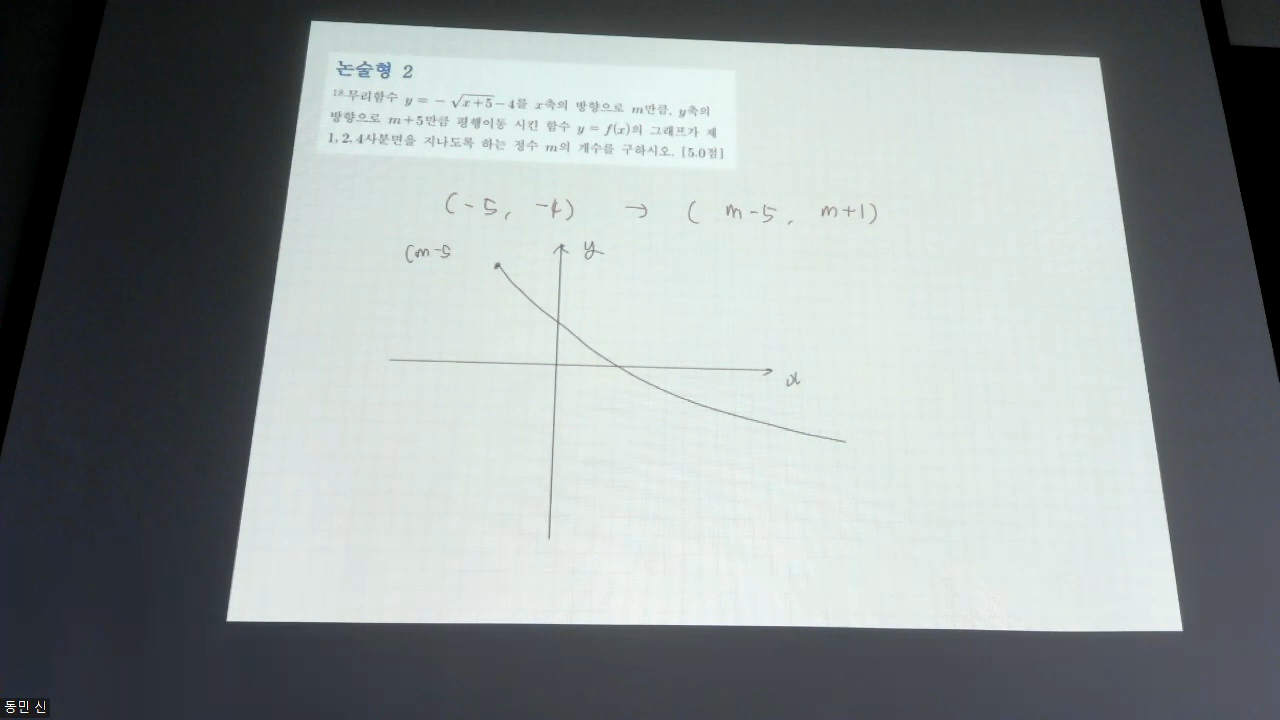 논술형 2
18.무리함수 y = -√x+5-4를 x축의 방향으로 m만큼, y축의
방향으로 m+5만큼 평행이동 시킨 함수 y = f(x)의 그래프가 제
1, 2, 4사분면을 지나도록 하는 정수 m의 개수를 구하시오. [5.0점]
(-5, -4) → ( m-5, m+1)
(m-5
y
x
동민 신